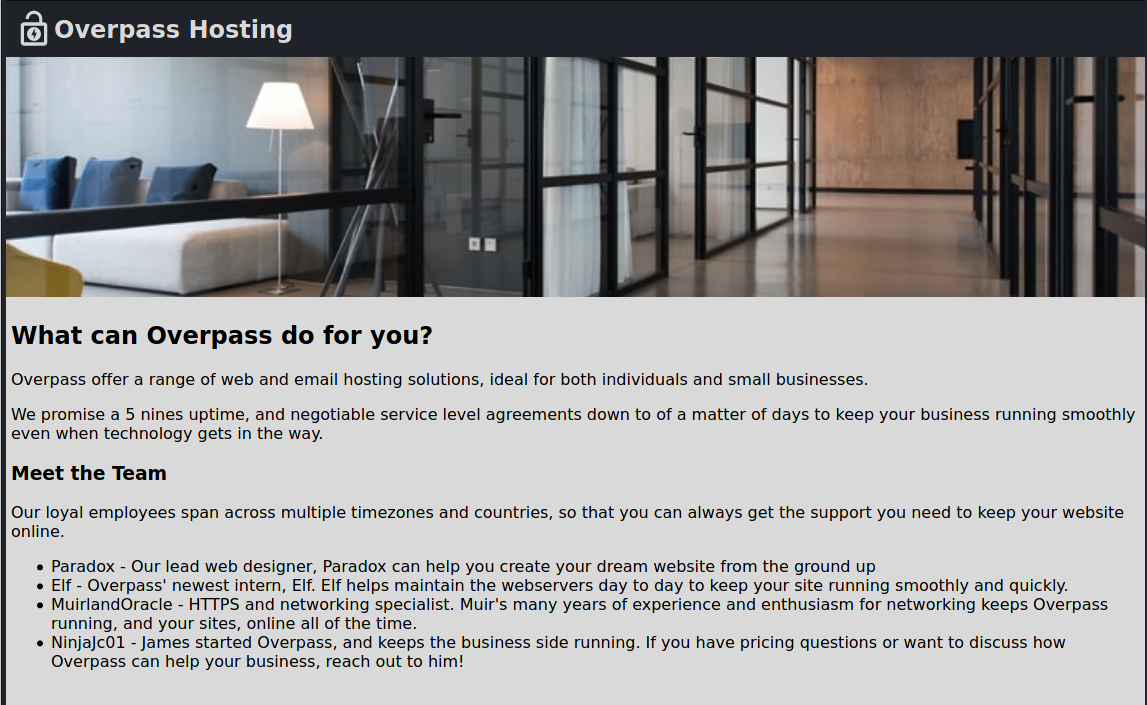 Overpass Hosting
What can Overpass do for you?
Overpass offer a range of web and email hosting solutions, ideal for both individuals and small businesses.
We promise a 5 nines uptime, and negotiable service level agreements down to of a matter of days to keep your business running smoothly
even when technology gets in the way.
Meet the Team
Our loyal employees span across multiple timezones and countries, so that you can always get the support you need to keep your website
online.
• Paradox - Our lead web designer, Paradox can help you create your dream website from the ground up
• Elf - Overpass' newest intern, Elf. Elf helps maintain the webservers day to day to keep your site running smoothly and quickly.
• MuirlandOracle - HTTPS and networking specialist. Muir's many years of experience and enthusiasm for networking keeps Overpass
running, and your sites, online all of the time.
• NinjaJc01 - James started Overpass, and keeps the business side running. If you have pricing questions or want to discuss how
Overpass can help your business, reach out to him!